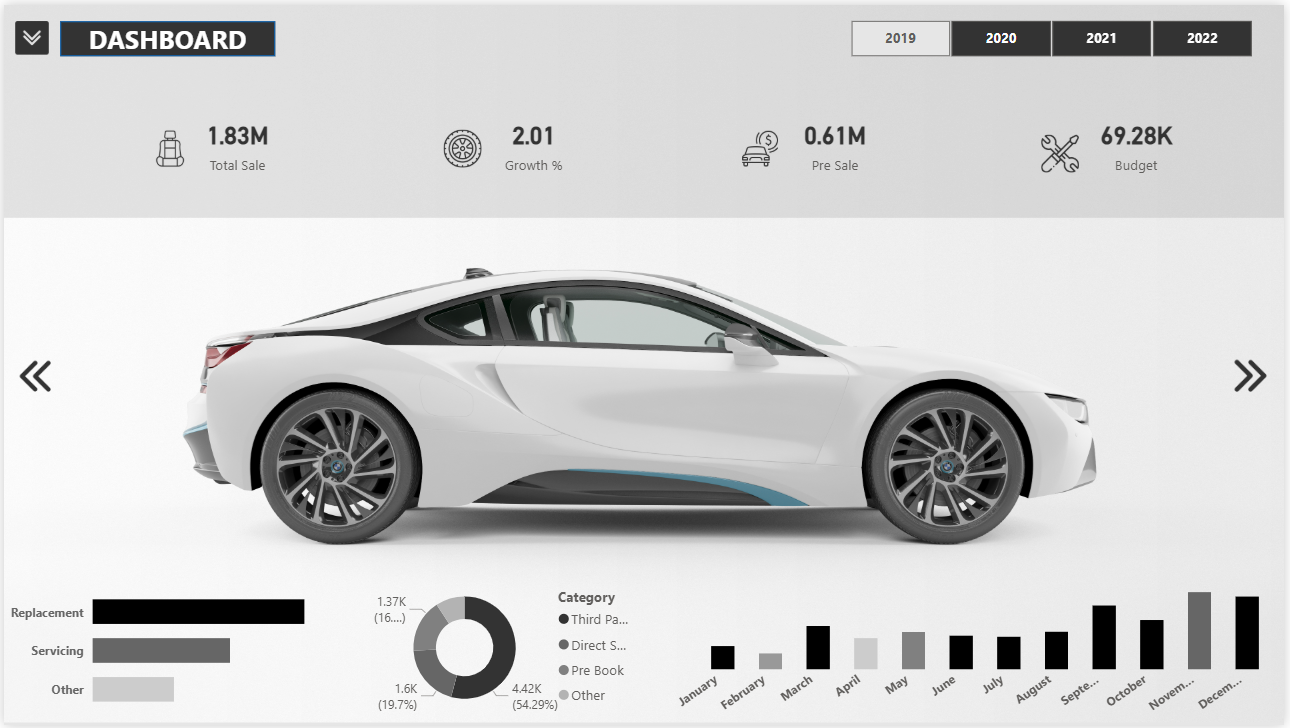 DASHBOARD
2019
2020
2021
2022
1.83M
Total Sale
2.01
Growth %
0.61M
Pre Sale
69.28K
Budget
Replacement
Servicing
Other
1.37K
(16....)
1.6K
(19.7%)
4.42K
(54.29%)
Category
Third Pa...
Direct S...
Pre Book
Other
January
February
March
April
May
June
July
August
Septe...
October
Novem...
Decem...